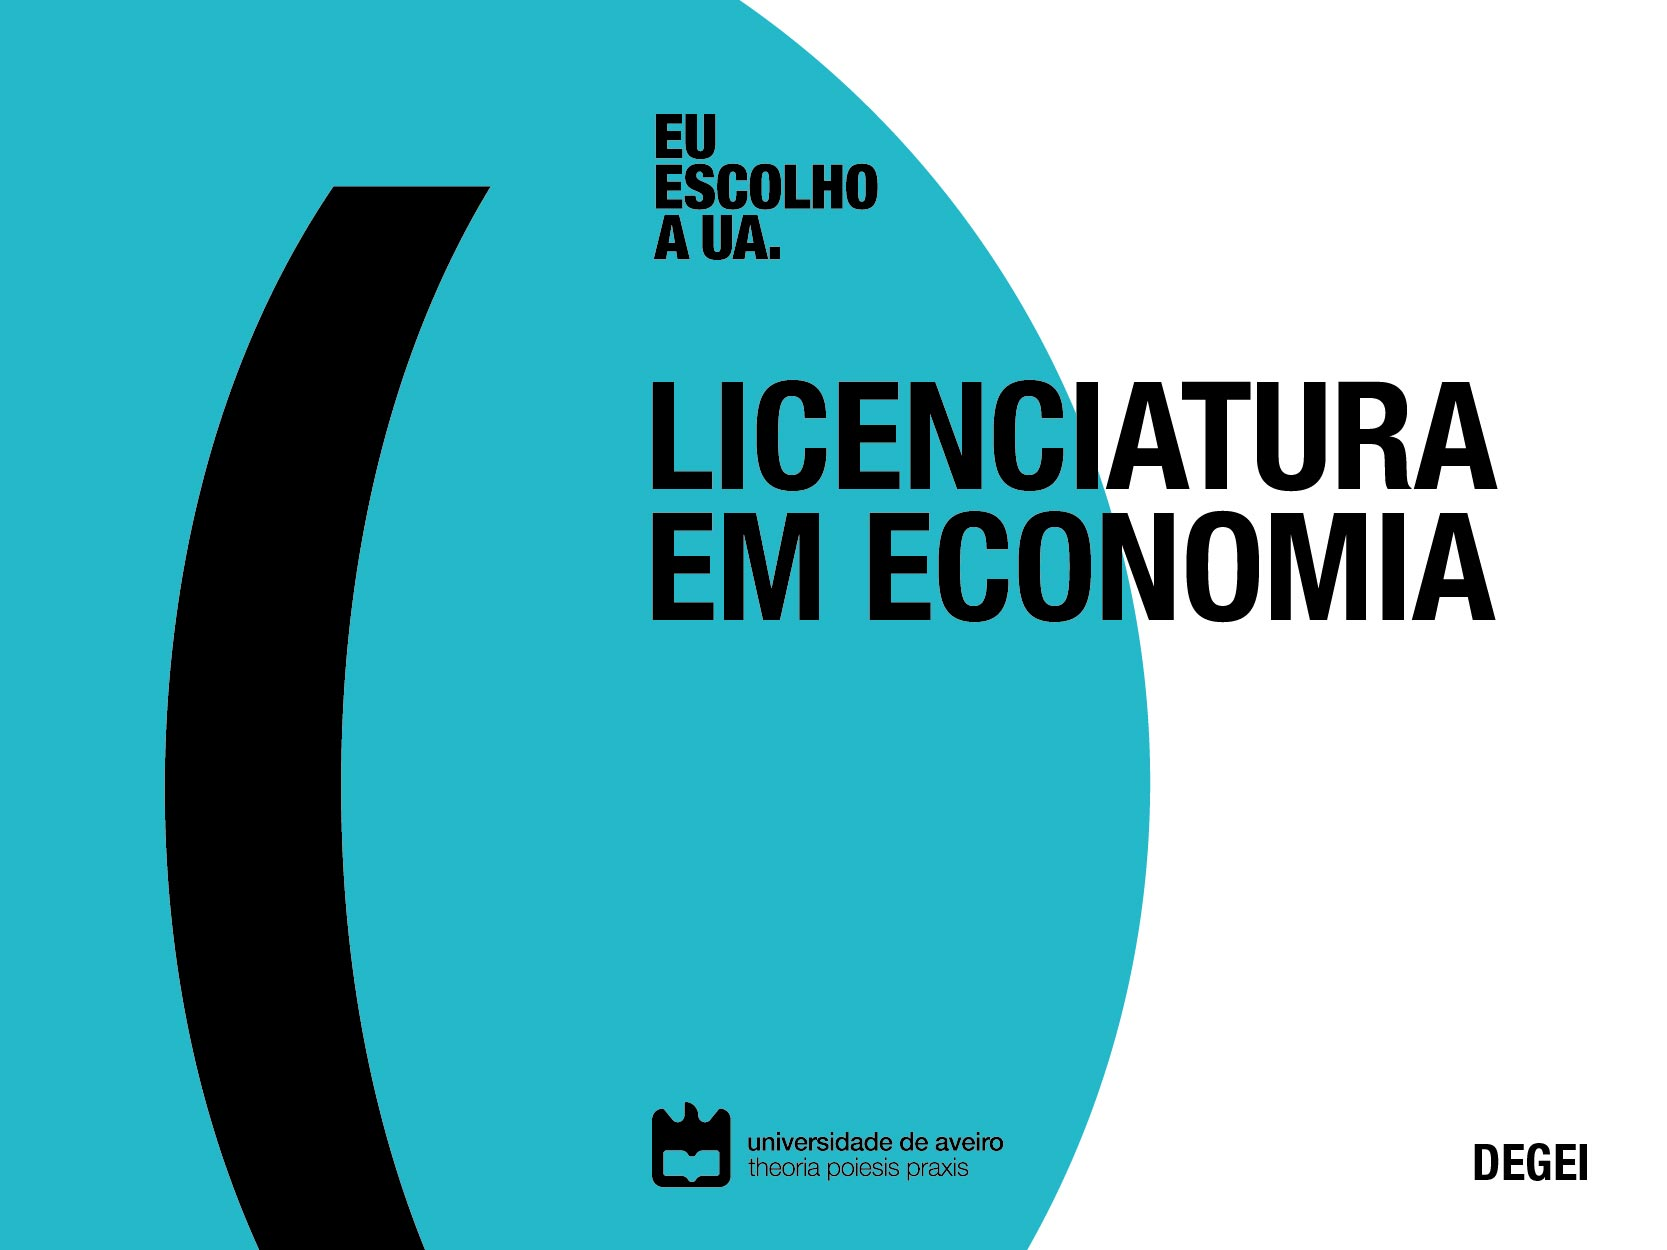 EU
ESCOLHO
A UA.
LICENCIATURA
EM ECONOMIA
universidade de aveiro
theoria poiesis praxis
DEGEI